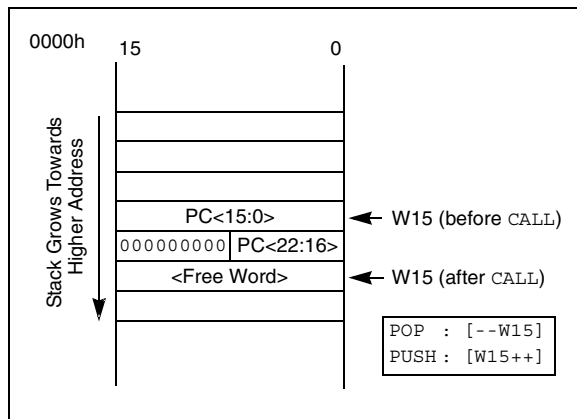 0000h
15 0
Stack Grows Towards
Higher Address
PC<15:0>
W15 (before CALL)
000000000 PC<22:16>
<Free Word>
W15 (after CALL)
POP : [--W15]
PUSH : [W15++]